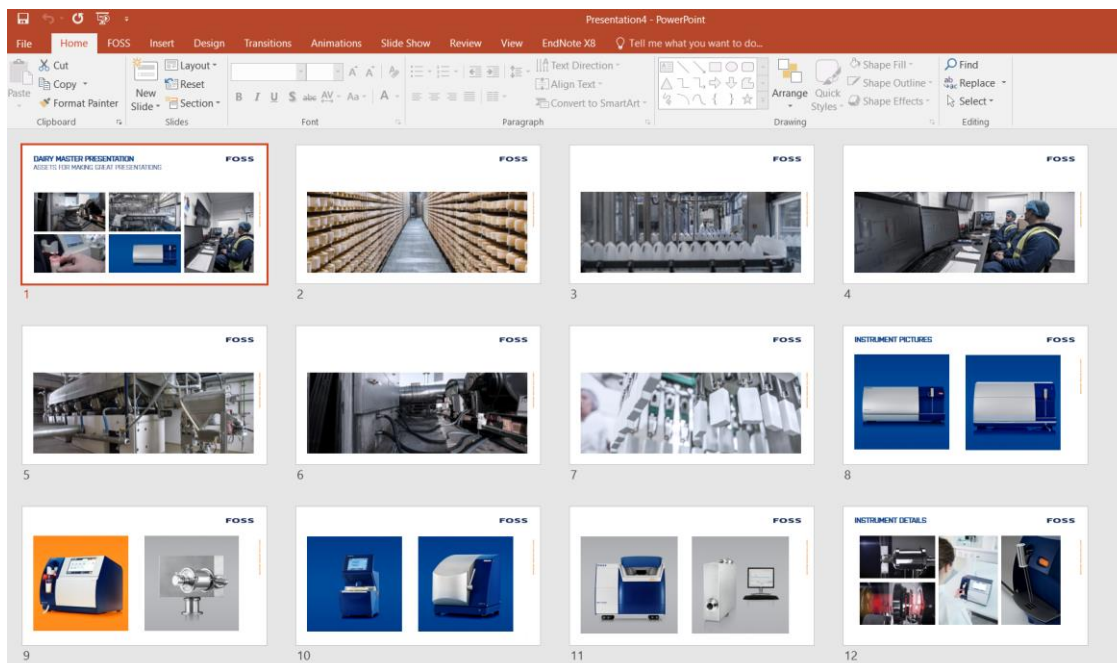 Presentation4 - PowerPoint
File Home FOSS Insert Design Transitions Animations Slide Show Review View EndNote X8 Tell me what you want to do...
Paste
Cut
Copy
Format Painter
Clipboard
New Slide
Layout
Reset
Section
Slides
B I U S abc AV Aa A
Font
Text Direction
Align Text
Convert to SmartArt
Paragraph
Arrange
Quick Styles
Shape Fill
Shape Outline
Shape Effects
Drawing
Find
Replace
Select
Editing
DAIRY MASTER PRESENTATION
ASSETS FOR MAKING GREAT PRESENTATIONS
FOSS
1
FOSS
2
FOSS
3
FOSS
4
FOSS
5
FOSS
6
FOSS
7
INSTRUMENT PICTURES
FOSS
8
FOSS
9
FOSS
10
FOSS
11
INSTRUMENT DETAILS
FOSS
12